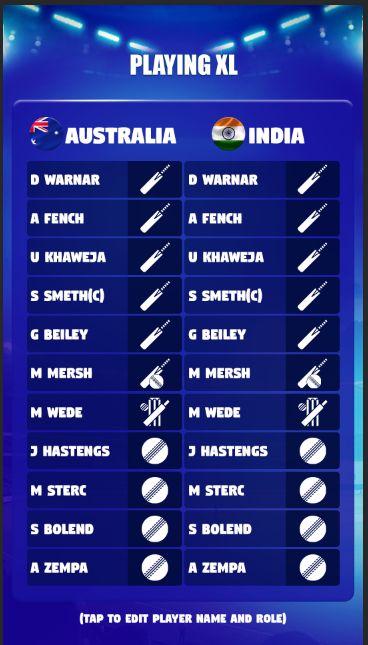 PLAYING XL
AUSTRALIA INDIA
D WARNAR D WARNAR
A FENCH A FENCH
U KHAWEJA U KHAWEJA
S SMETH(C) S SMETH(C)
G BEILEY G BEILEY
M MERSH M MERSH
M WEDE M WEDE
J HASTENGS J HASTENGS
M STERC M STERC
S BOLEND S BOLEND
A ZEMPA A ZEMPA
(TAP TO EDIT PLAYER NAME AND ROLE)